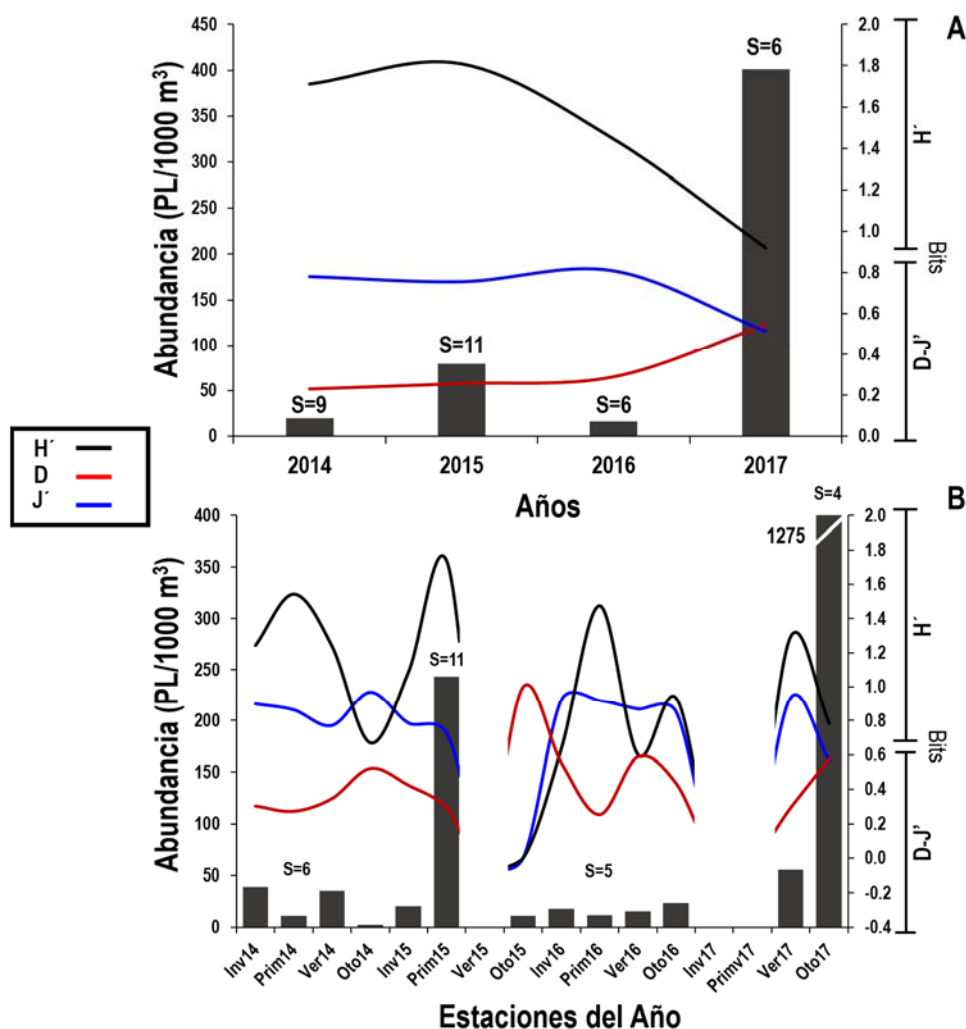 A
Abundancia (PL/1000 m³)
450
400
350
300
250
200
150
100
50
0
S=9
S=11
S=6
S=6
2.0
1.8
1.6
1.4
1.2
1.0
0.8
0.6
0.4
0.2
0.0
H´
Bits
D-J'
2014
2015
2016
2017
Años
H´
D
J´
B
Abundancia (PL/1000 m³)
400
350
300
250
200
150
100
50
0
S=6
S=11
S=5
S=4
1275
2.0
1.8
1.6
1.4
1.2
1.0
0.8
0.6
0.4
0.2
0.0
-0.2
-0.4
H´
Bits
D-J'
Inv14
Prim14
Ver14
Oto14
Inv15
Prim15
Ver15
Oto15
Inv16
Prim16
Ver16
Oto16
Inv17
Primv17
Ver17
Oto17
Estaciones del Año